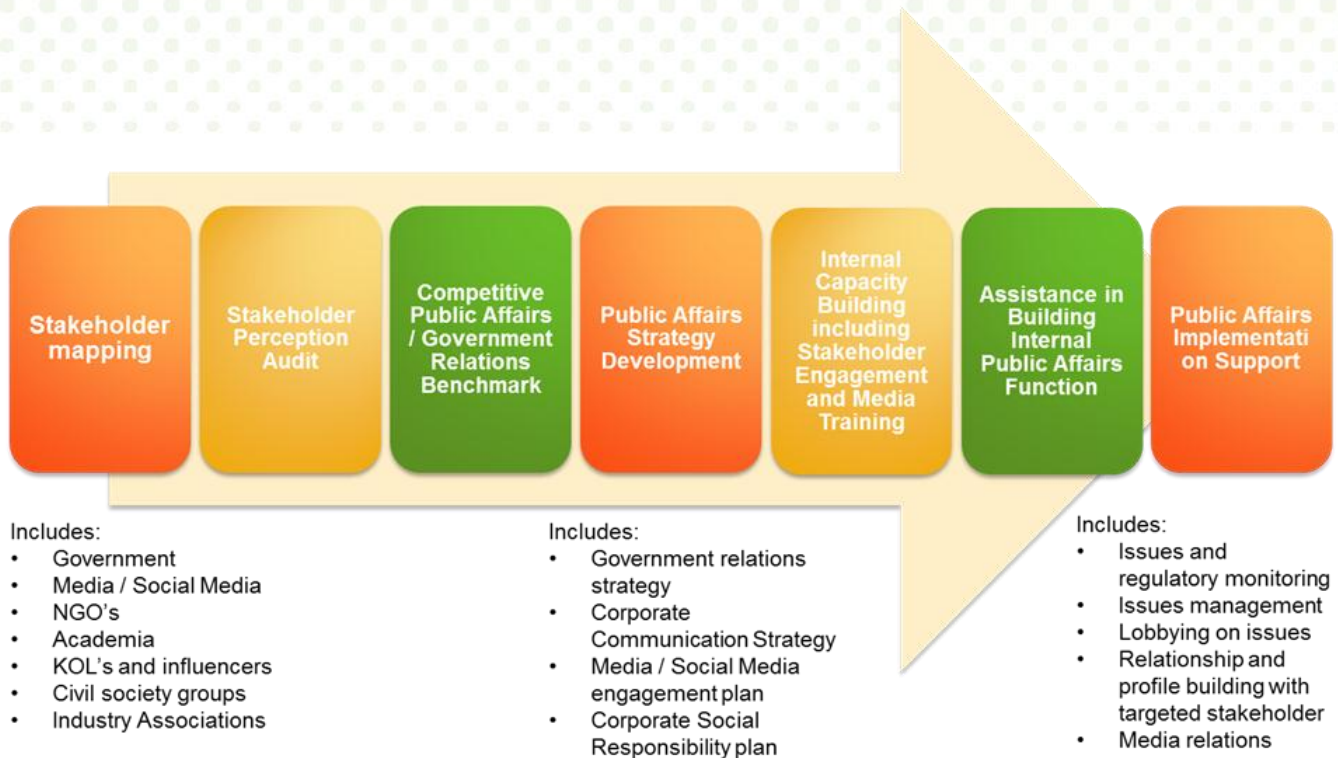 Stakeholder
mapping
Stakeholder
Perception
Audit
Competitive
Public Affairs
/ Government
Relations
Benchmark
Public Affairs
Strategy
Development
Internal
Capacity
Building
including
Stakeholder
Engagement
and Media
Training
Assistance in
Building
Internal
Public Affairs
Function
Public Affairs
Implementati
on Support
Includes:
• Government
• Media / Social Media
• NGO’s
• Academia
• KOL’s and influencers
• Civil society groups
• Industry Associations
Includes:
• Government relations
strategy
• Corporate
Communication Strategy
• Media / Social Media
engagement plan
• Corporate Social
Responsibility plan
Includes:
• Issues and
regulatory monitoring
• Issues management
• Lobbying on issues
• Relationship and
profile building with
targeted stakeholder
• Media relations